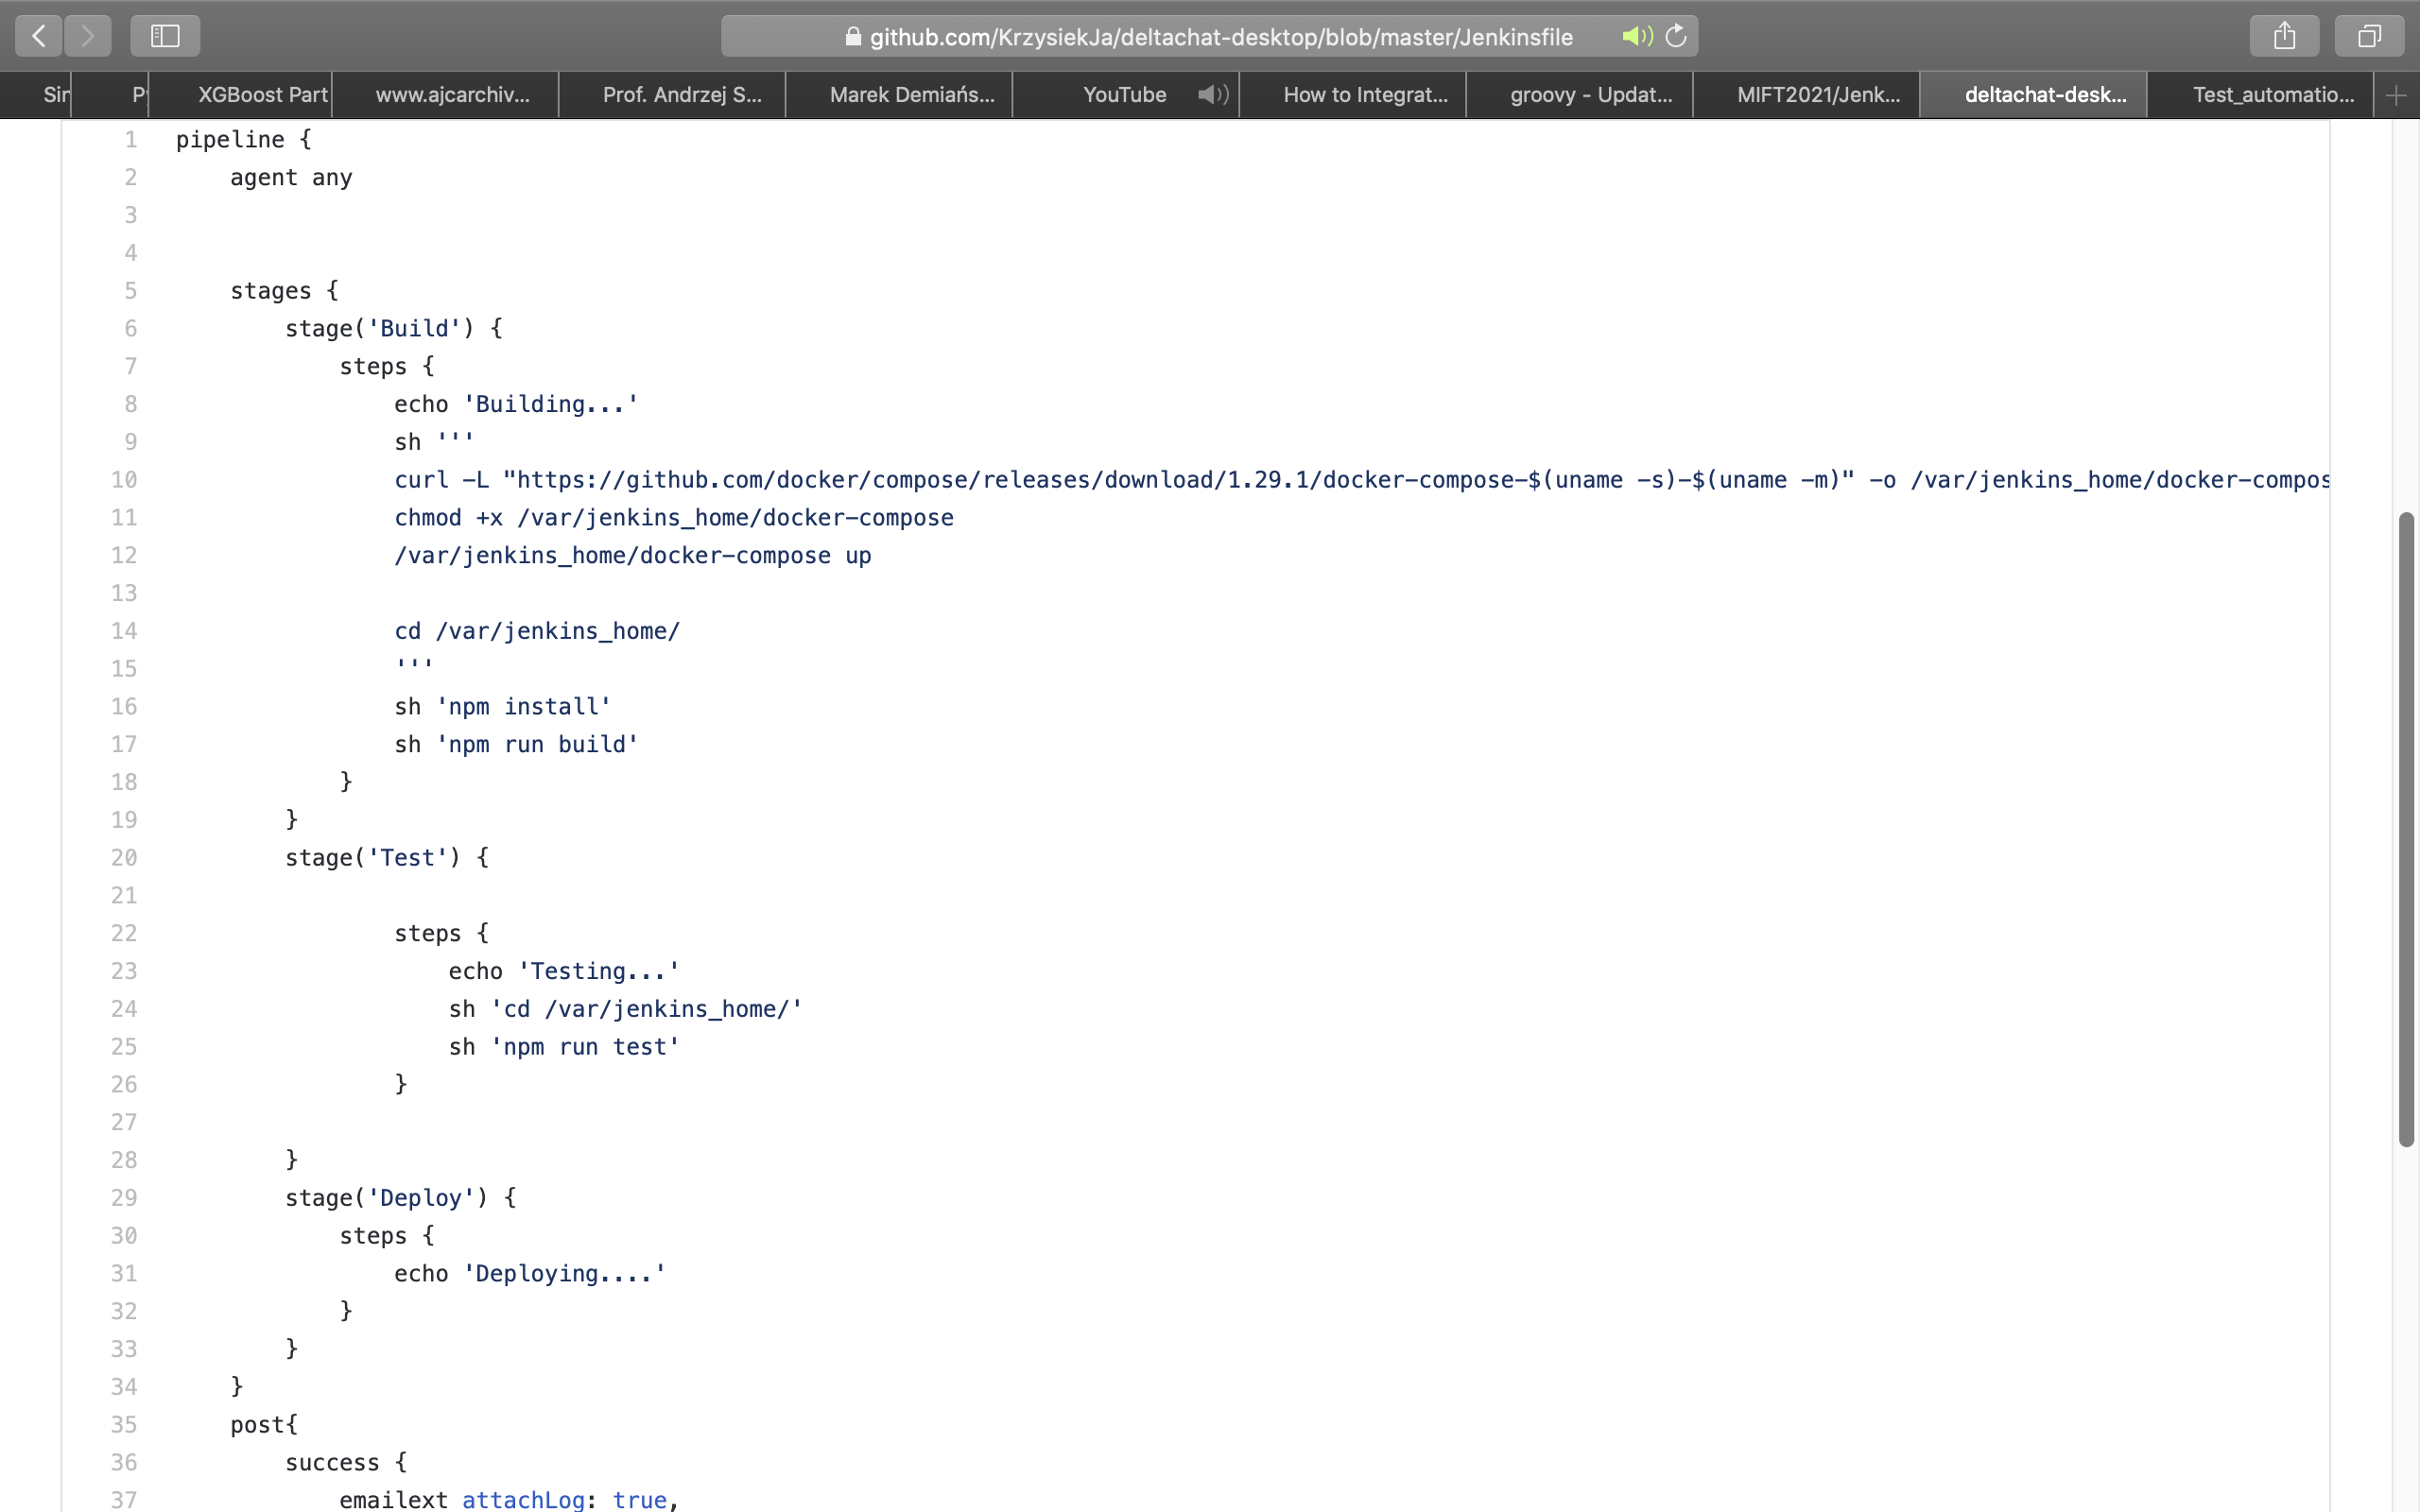 github.com/KrzysiekJa/deltachat-desktop/blob/master/Jenkinsfile
XGBoost Part www.ajcarchiv... Prof. Andrzej S... Marek Demiańs... YouTube How to Integrat... groovy - Updat... MIFT2021/Jenk... deltachat-desk... Test_automatio...
1 pipeline {
2 agent any
3
4
5 stages {
6 stage('Build') {
7 steps {
8 echo 'Building...'
9 sh '''
10 curl -L "https://github.com/docker/compose/releases/download/1.29.1/docker-compose-$(uname -s)-$(uname -m)" -o /var/jenkins_home/docker-compos
11 chmod +x /var/jenkins_home/docker-compose
12 /var/jenkins_home/docker-compose up
13
14 cd /var/jenkins_home/
15 '''
16 sh 'npm install'
17 sh 'npm run build'
18 }
19 }
20 stage('Test') {
21
22 steps {
23 echo 'Testing...'
24 sh 'cd /var/jenkins_home/'
25 sh 'npm run test'
26 }
27
28 }
29 stage('Deploy') {
30 steps {
31 echo 'Deploying....'
32 }
33 }
34 }
35 post{
36 success {
37 emailext attachLog: true,